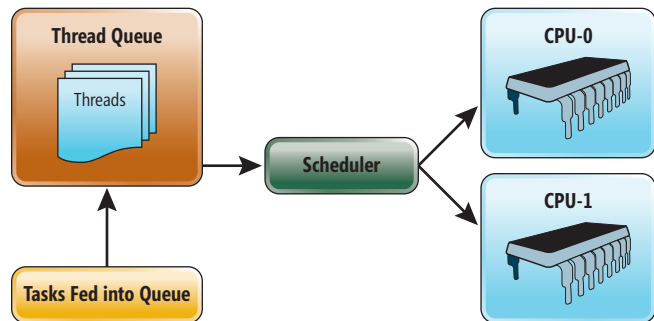 Thread Queue
Threads
Tasks Fed into Queue
Scheduler
CPU-0
CPU-1